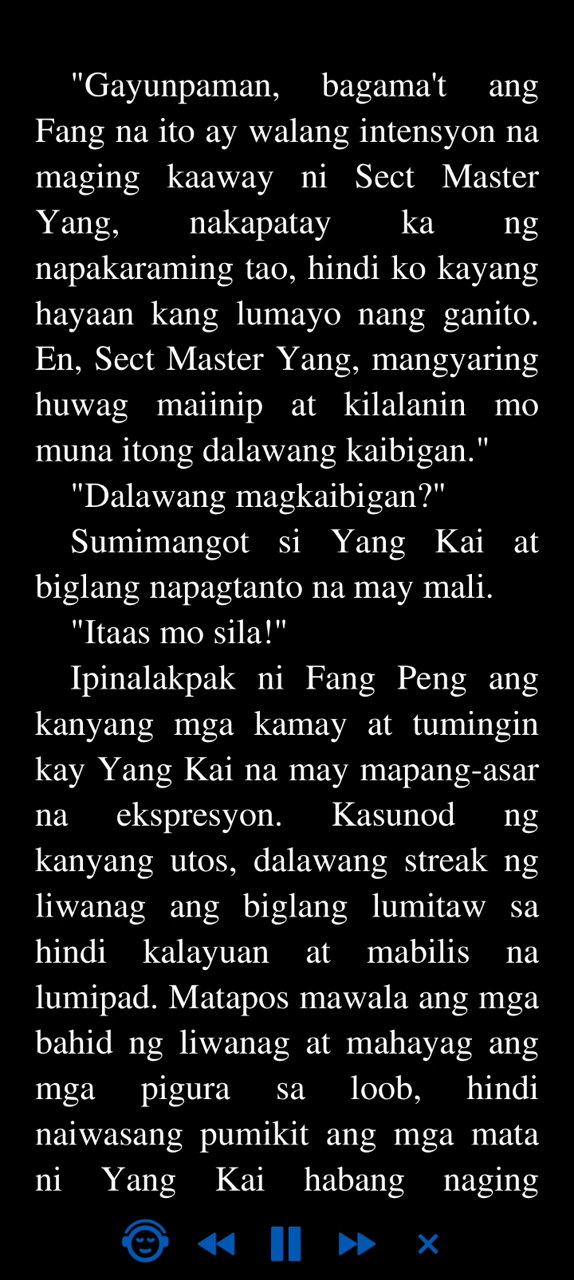 "Gayunpaman, bagama't ang
Fang na ito ay walang intensyon na
maging kaaway ni Sect Master
Yang, nakapatay ka ng
napakaraming tao, hindi ko kayang
hayaan kang lumayo nang ganito.
En, Sect Master Yang, mangyaring
huwag maiinip at kilalanin mo
muna itong dalawang kaibigan."
"Dalawang magkaibigan?"
Sumimangot si Yang Kai at
biglang napagtanto na may mali.
"Itaas mo sila!"
Ipinalakpak ni Fang Peng ang
kanyang mga kamay at tumingin
kay Yang Kai na may mapang-asar
na ekspresyon. Kasunod ng
kanyang utos, dalawang streak ng
liwanag ang biglang lumitaw sa
hindi kalayuan at mabilis na
lumipad. Matapos mawala ang mga
bahid ng liwanag at mahayag ang
mga pigura sa loob, hindi
naiwasang pumikit ang mga mata
ni Yang Kai habang naging